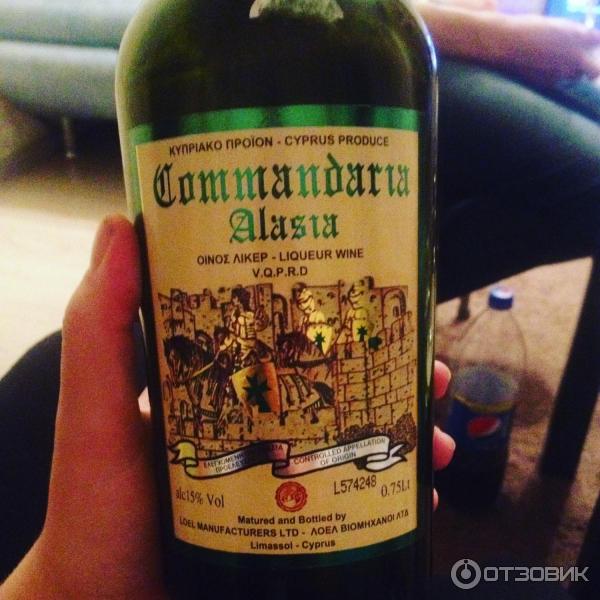 ΚΥΠΡΙΑΚΟ ΠΡΟΪΟΝ - CYPRUS PRODUCE
Commandaria
Alasia
ΟΙΝΟΣ ΛΙΚΕΡ - LIQUEUR WINE
V.Q.P.R.D
CONTROLLED APPELLATION
OF ORIGIN
alc15% Vol
L574248
0.75Lt
Matured and Bottled by
LOEL MANUFACTURERS LTD - ΛΟΕΛ ΒΙΟΜΗΧΑΝΟΙ ΛΤΔ
Limassol - Cyprus
ОТЗОВИК